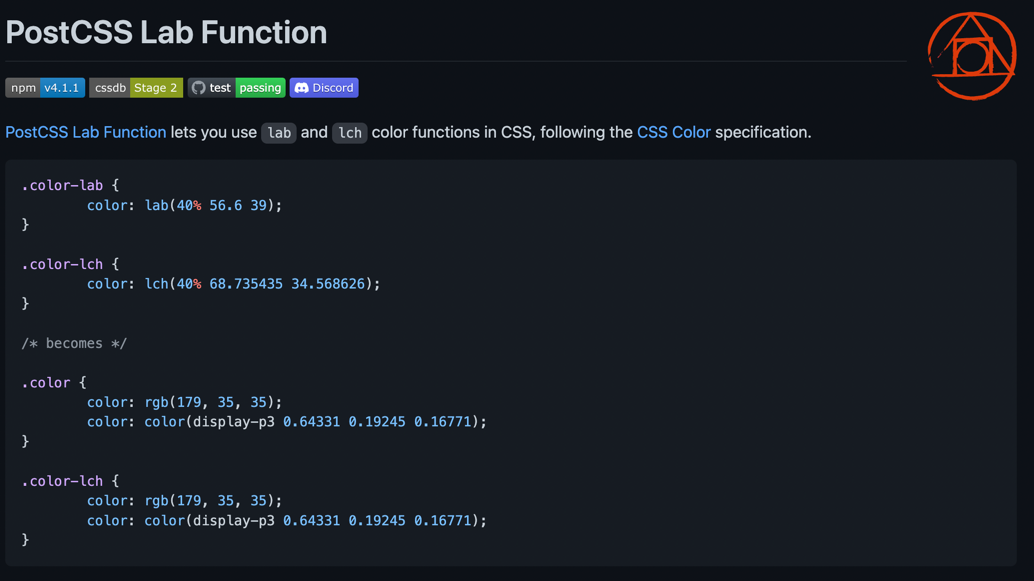 PostCSS Lab Function
npm v4.1.1 cssdb Stage 2 test passing Discord
PostCSS Lab Function lets you use lab and lch color functions in CSS, following the CSS Color specification.
.color-lab {
	color: lab(40% 56.6 39);
}
.color-lch {
	color: lch(40% 68.735435 34.568626);
}
/* becomes */
.color {
	color: rgb(179, 35, 35);
	color: color(display-p3 0.64331 0.19245 0.16771);
}
.color-lch {
	color: rgb(179, 35, 35);
	color: color(display-p3 0.64331 0.19245 0.16771);
}